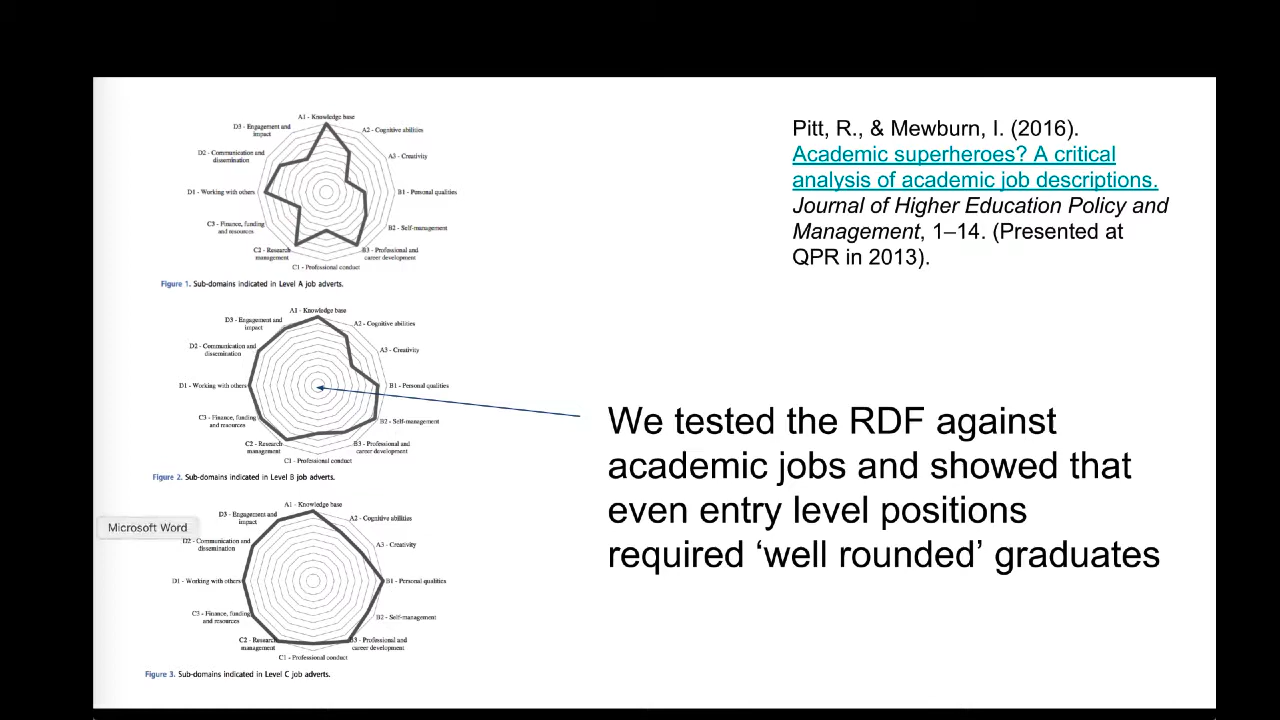 A1 - Knowledge base
A2 - Cognitive abilities
A3 - Creativity
B1 - Personal qualities
B2 - Self-management
B3 - Professional and
career development
C1 - Professional conduct
C2 - Research
management
C3 - Finance, funding
and resources
D1 - Working with others
D2 - Communication and
dissemination
D3 - Engagement and
impact
Figure 1. Sub-domains indicated in Level A job adverts.
A1 - Knowledge base
A2 - Cognitive abilities
A3 - Creativity
B1 - Personal qualities
B2 - Self-management
B3 - Professional and
career development
C1 - Professional conduct
C2 - Research
management
C3 - Finance, funding
and resources
D1 - Working with others
D2 - Communication and
dissemination
D3 - Engagement and
impact
Figure 2. Sub-domains indicated in Level B job adverts.
A1 - Knowledge base
A2 - Cognitive abilities
A3 - Creativity
B1 - Personal qualities
B2 - Self-management
B3 - Professional and
career development
C1 - Professional conduct
C2 - Research
management
C3 - Finance, funding
and resources
D1 - Working with others
D2 - Communication and
dissemination
D3 - Engagement and
impact
Figure 3. Sub-domains indicated in Level C job adverts.
Microsoft Word
Pitt, R., & Mewburn, I. (2016).
Academic superheroes? A critical
analysis of academic job descriptions.
Journal of Higher Education Policy and
Management, 1–14. (Presented at
QPR in 2013).
We tested the RDF against
academic jobs and showed that
even entry level positions
required ‘well rounded’ graduates